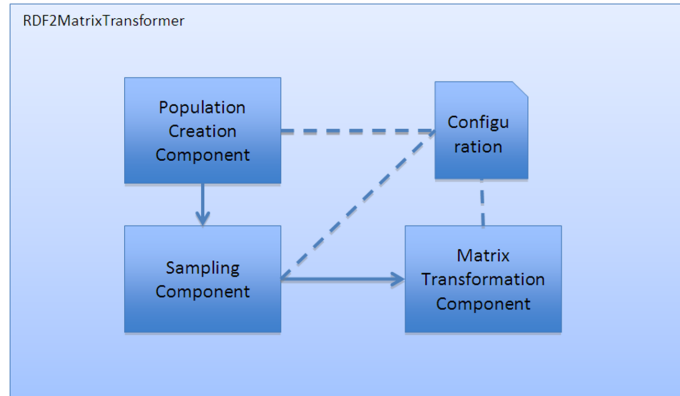 RDF2MatrixTransformer
Population
Creation
Component
Configu
ration
Sampling
Component
Matrix
Transformation
Component